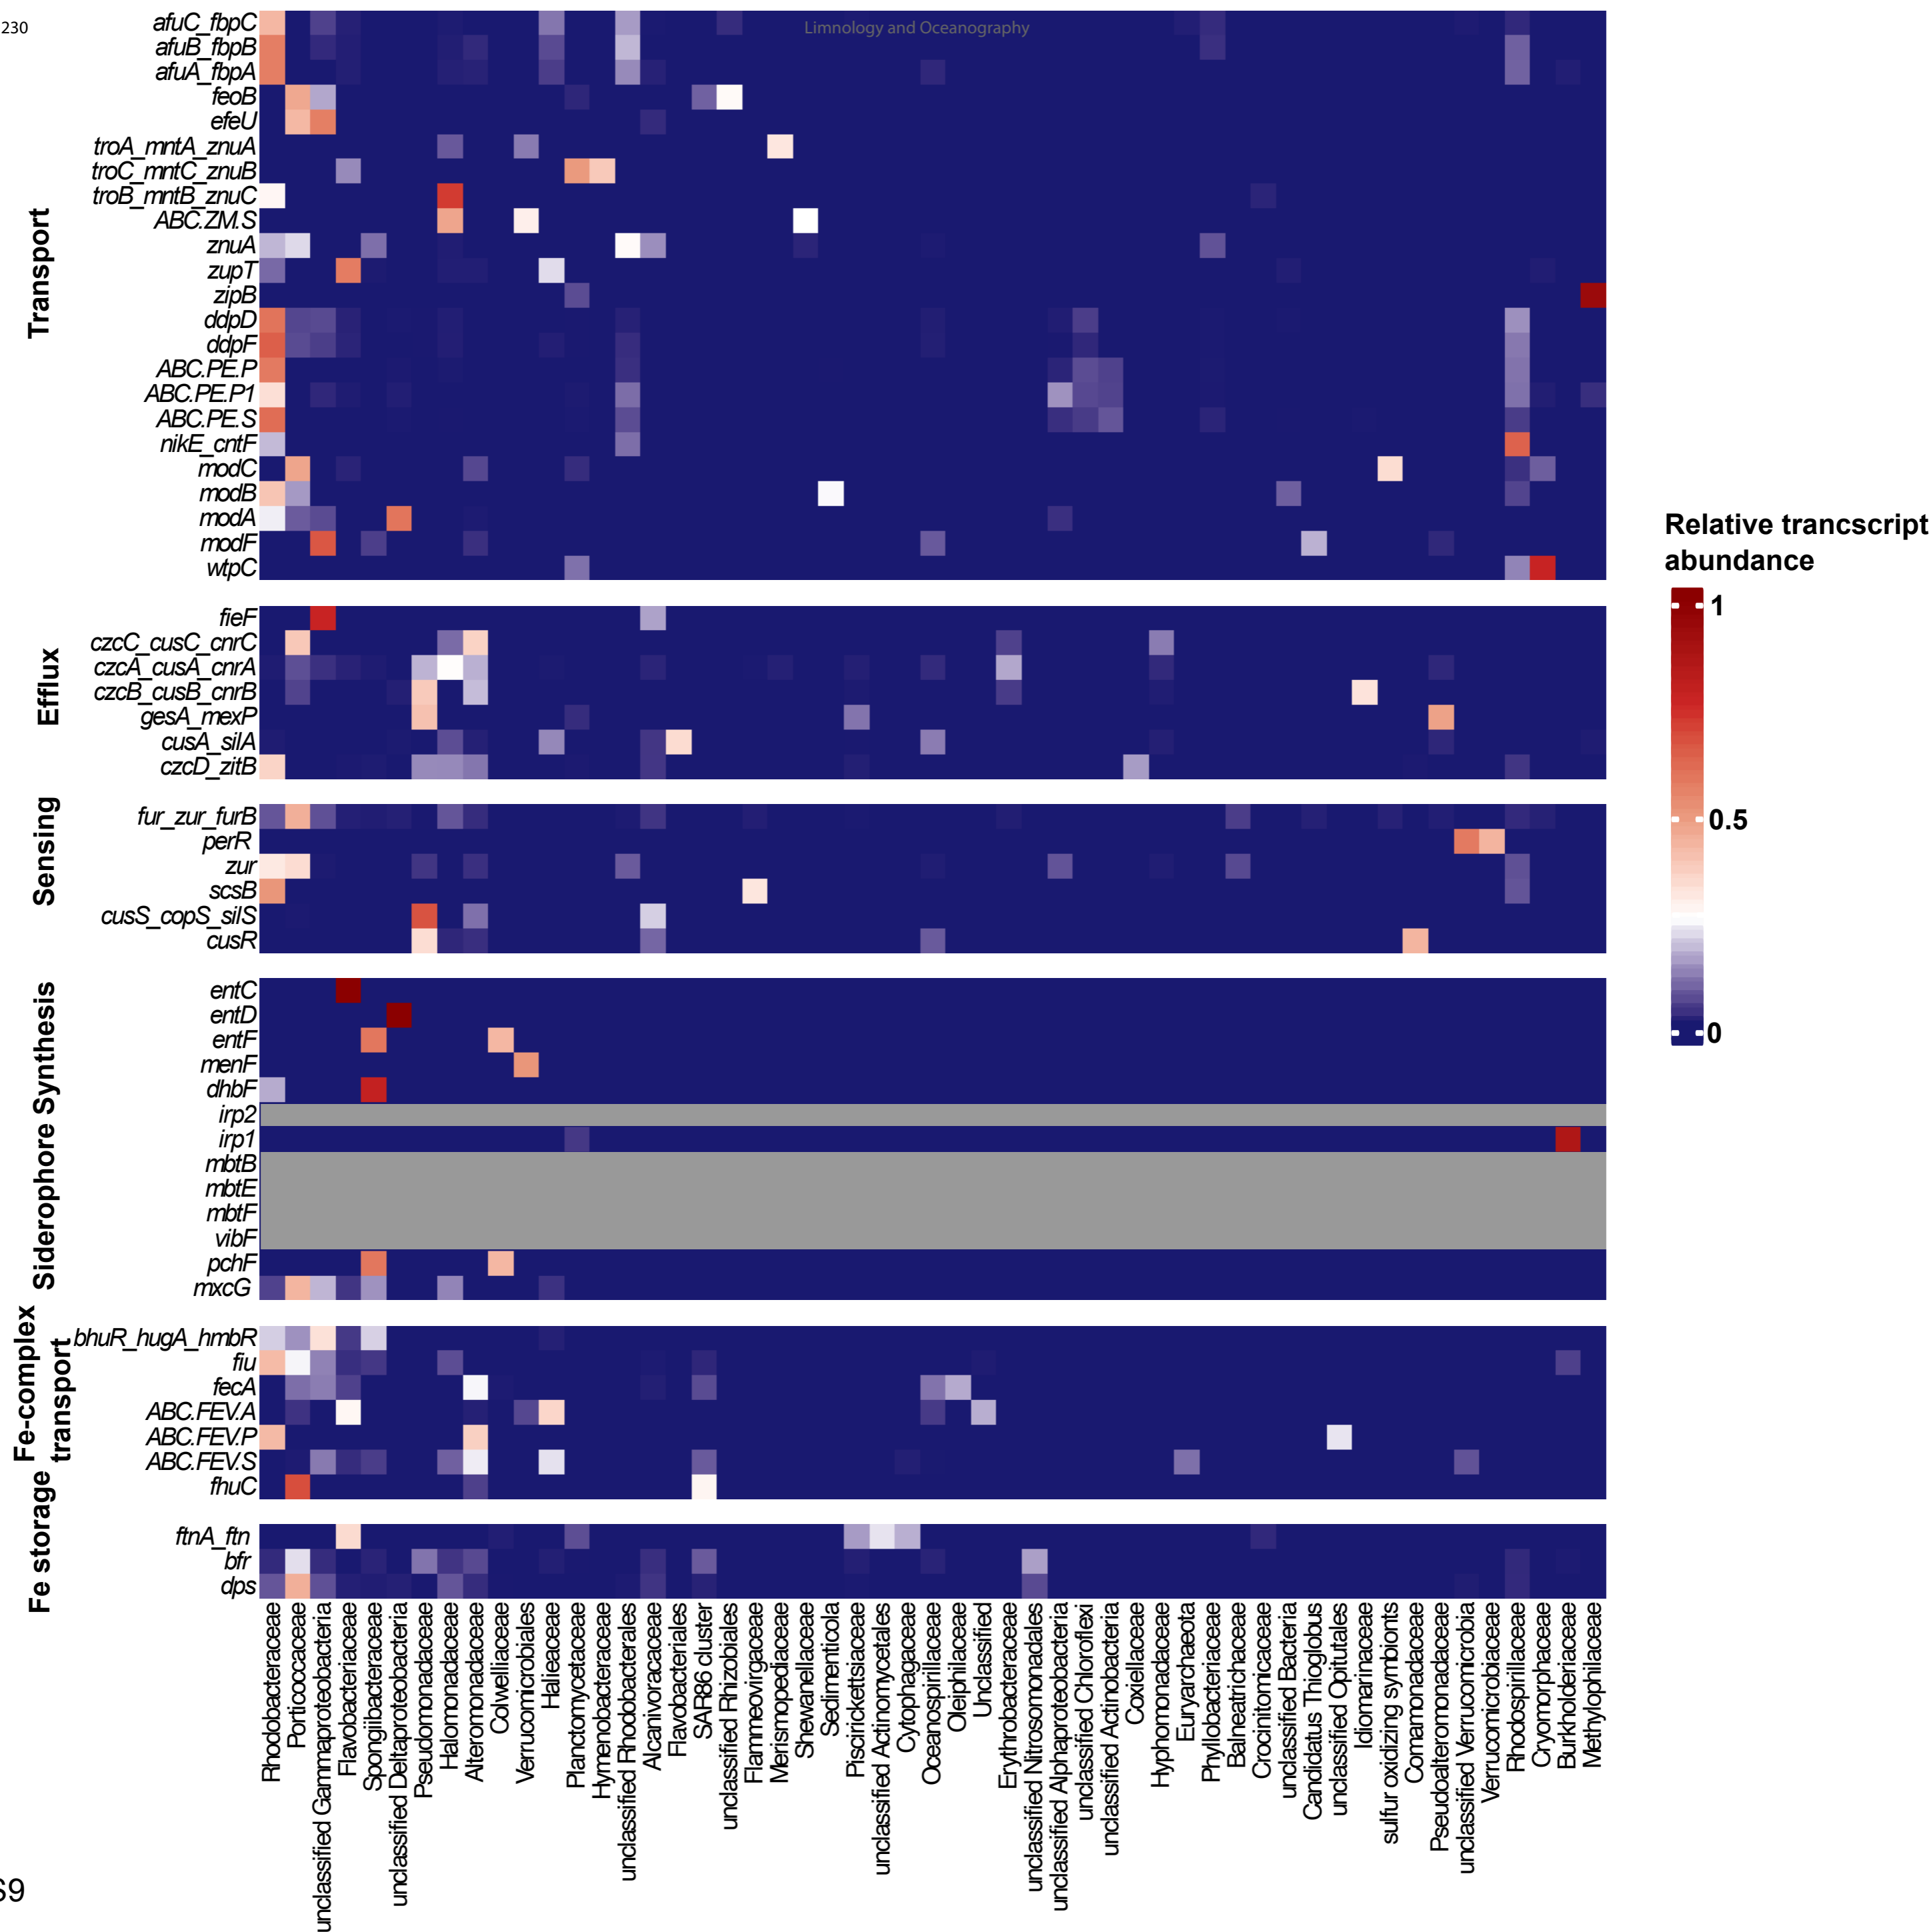 230
Limnology and Oceanography
Transport
afuC_fbpC
afuB_fbpB
afuA_fbpA
feoB
efeU
troA_mntA_znuA
troC_mntC_znuB
troB_mntB_znuC
ABC.ZM.S
znuA
zupT
zipB
ddpD
ddpF
ABC.PE.P
ABC.PE.P1
ABC.PE.S
nikE_cntF
modC
modB
modA
modF
wtpC
Efflux
fieF
czcC_cusC_cnrC
czcA_cusA_cnrA
czcB_cusB_cnrB
gesA_mexP
cusA_silA
czcD_zitB
Sensing
fur_zur_furB
perR
zur
scsB
cusS_copS_silS
cusR
Siderophore Synthesis
entC
entD
entF
menF
dhbF
irp2
irp1
mbtB
mbtE
mbtF
vibF
pchF
mxcG
Fe-complex
transport
bhuR_hugA_hmbR
fiu
fecA
ABC.FEV.A
ABC.FEV.P
ABC.FEV.S
fhuC
Fe storage
ftnA_ftn
bfr
dps
Relative trancscript
abundance
1
0.5
0
Rhodobacteraceae
Porticoccaceae
unclassified Gammaproteobacteria
Flavobacteriaceae
Spongiibacteraceae
unclassified Deltaproteobacteria
Pseudomonadaceae
Halomonadaceae
Alteromonadaceae
Colwelliaceae
Verrucomicrobiales
Halieaceae
Planctomycetaceae
Hymenobacteraceae
unclassified Rhodobacterales
Alcanivoracaceae
Flavobacteriales
SAR86 cluster
unclassified Rhizobiales
Flammeovirgaceae
Merismopediaceae
Shewanellaceae
Sedimenticola
Piscirickettsiaceae
unclassified Actinomycetales
Cytophagaceae
Oceanospirillaceae
Oleiphilaceae
Unclassified
Erythrobacteraceae
unclassified Nitrosomonadales
unclassified Alphaproteobacteria
unclassified Chloroflexi
unclassified Actinobacteria
Coxiellaceae
Hyphomonadaceae
Euryarchaeota
Phyllobacteriaceae
Balneatrichaceae
Crocinitomicaceae
unclassified Bacteria
Candidatus Thioglobus
unclassified Opitutales
Idiomarinaceae
sulfur oxidizing symbionts
Comamonadaceae
Pseudoalteromonadaceae
unclassified Verrucomicrobia
Verrucomicrobiaceae
Rhodospirillaceae
Cryomorphaceae
Burkholderiaceae
Methylophilaceae